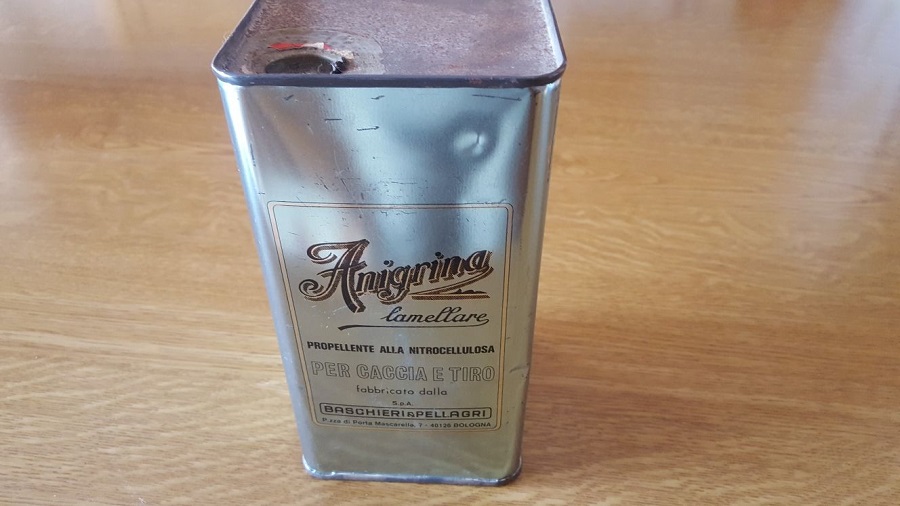 Anigrina
lamellare
PROPELLENTE ALLA NITROCELLULOSA
PER CACCIA E TIRO
fabbricato dalla
S.p.A.
BASCHIERI & PELLAGRI
P.zza di Porta Mascarella, 7 - 40126 BOLOGNA